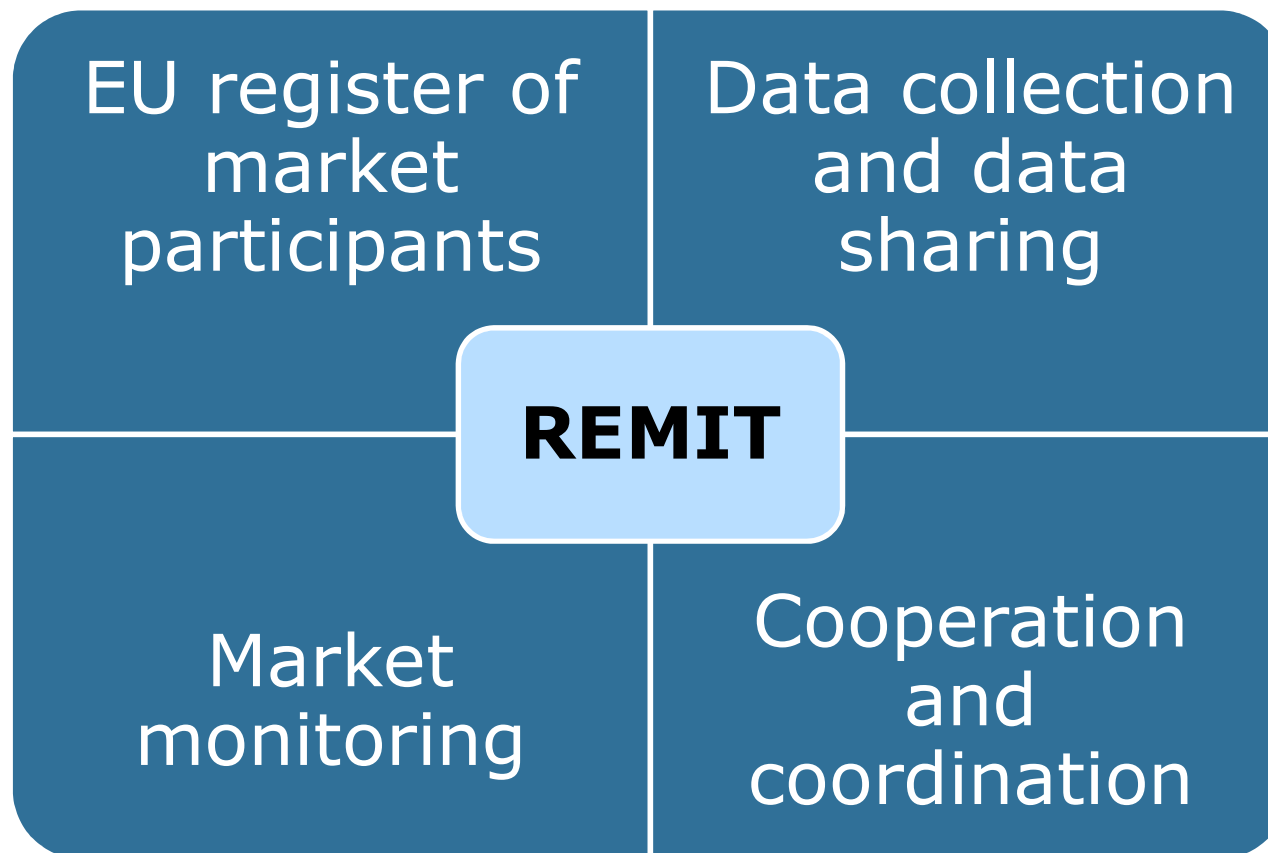 EU register of
market
participants
Data collection
and data
sharing
REMIT
Market
monitoring
Cooperation
and
coordination